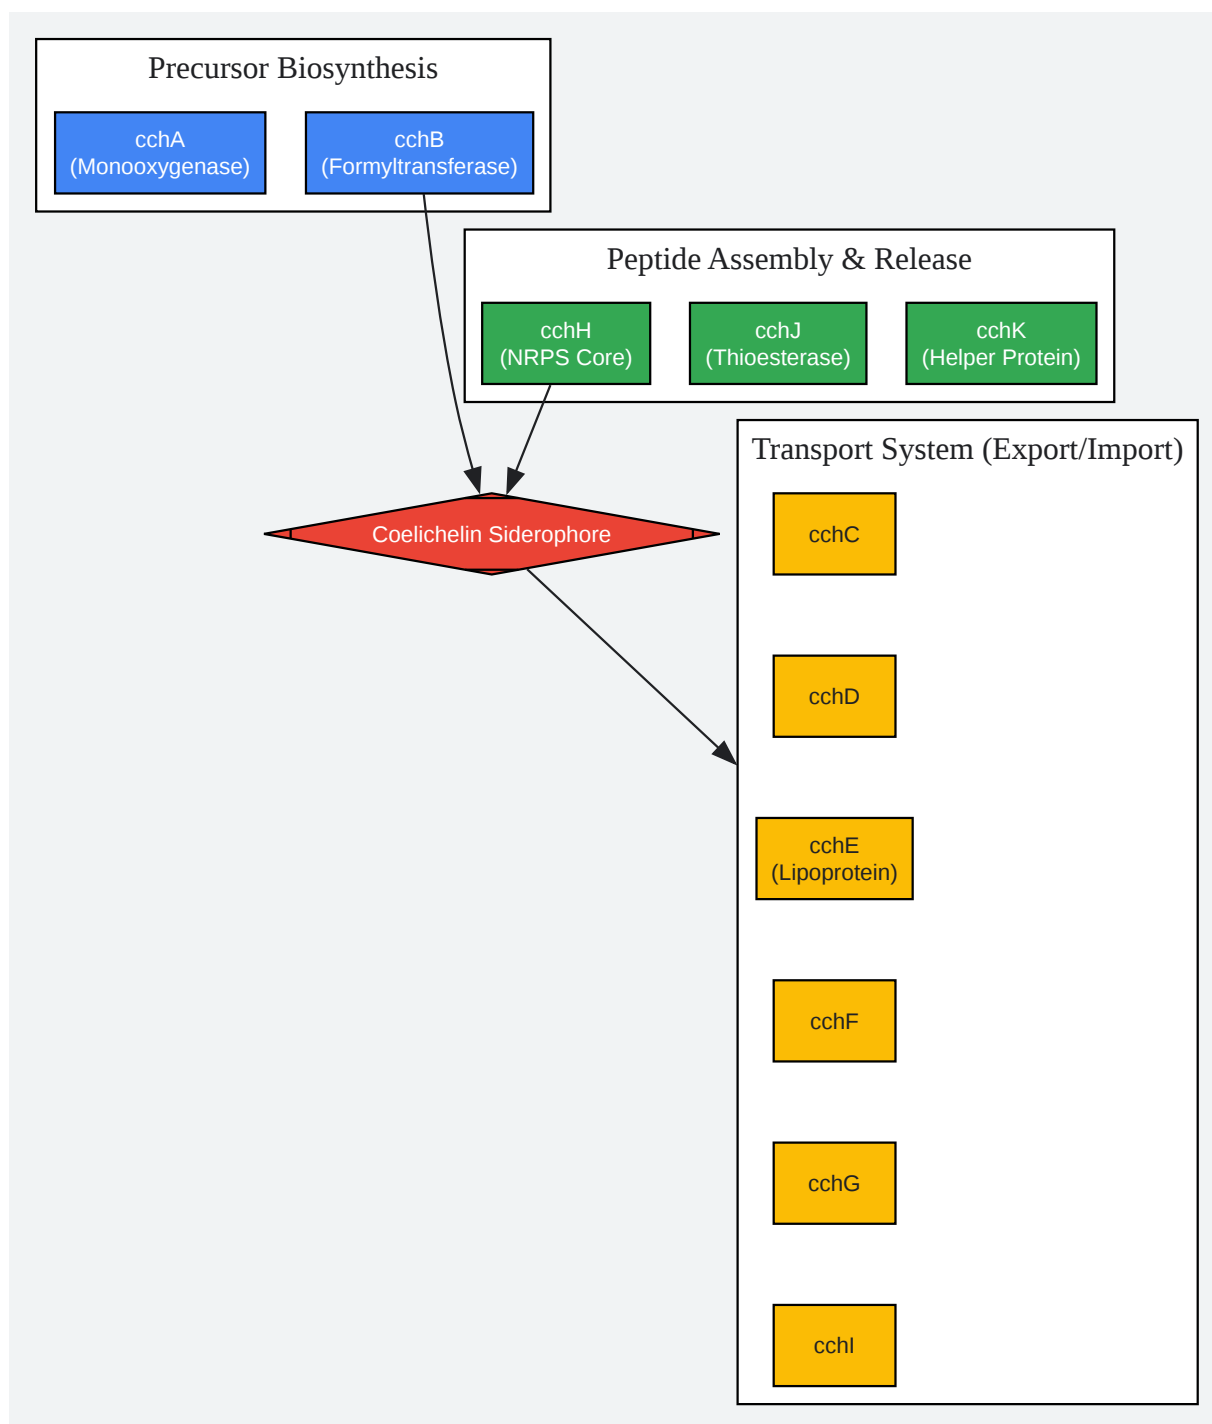 Precursor Biosynthesis
cchA
(Monooxygenase)
cchB
(Formyltransferase)
Peptide Assembly & Release
cchH
(NRPS Core)
cchJ
(Thioesterase)
cchK
(Helper Protein)
Transport System (Export/Import)
Coelichelin Siderophore
cchC
cchD
cchE
(Lipoprotein)
cchF
cchG
cchI